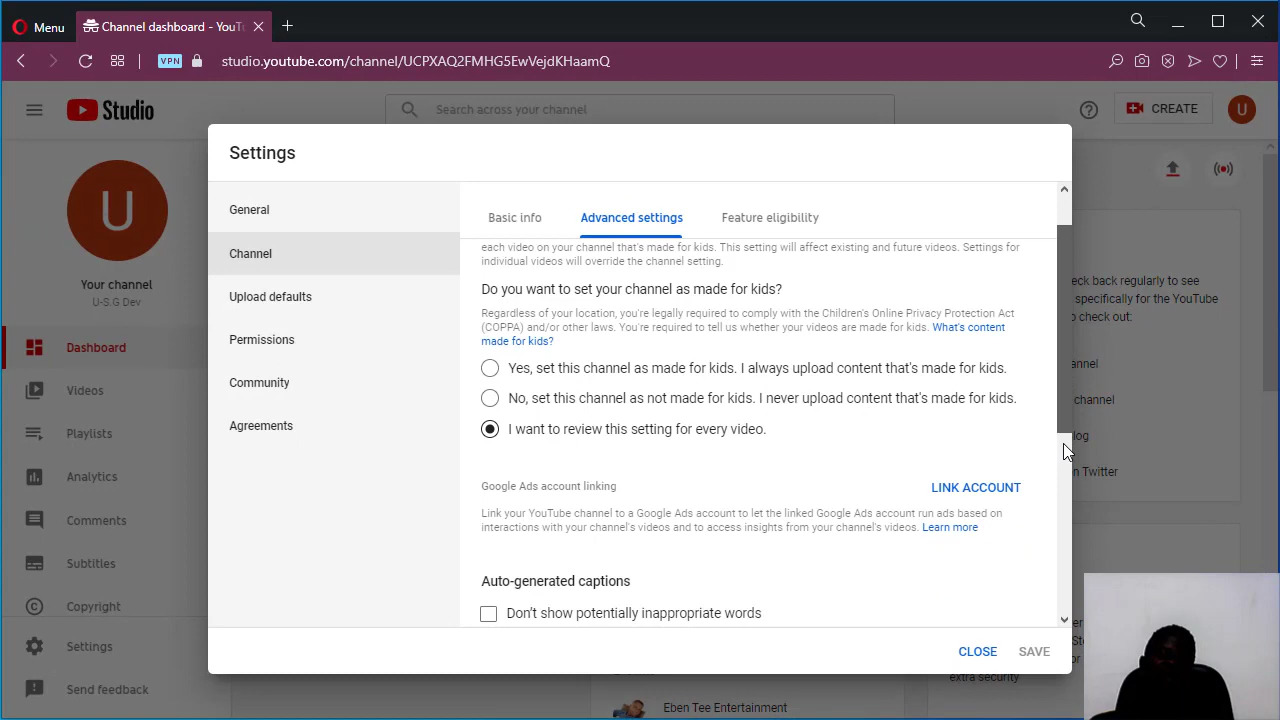 Menu
Channel dashboard - YouT
VPN
studio.youtube.com/channel/UCPXAQ2FMHG5EwVejdKHaamQ
Studio
Search across your channel
CREATE
U
U
Your channel
U-S.G Dev
Dashboard
Videos
Playlists
Analytics
Comments
Subtitles
Copyright
Settings
Send feedback
Settings
General
Channel
Upload defaults
Permissions
Community
Agreements
Basic info
Advanced settings
Feature eligibility
each video on your channel that's made for kids. This setting will affect existing and future videos. Settings for
individual videos will override the channel setting.
Do you want to set your channel as made for kids?
Regardless of your location, you're legally required to comply with the Children's Online Privacy Protection Act
(COPPA) and/or other laws. You're required to tell us whether your videos are made for kids. What's content
made for kids?
Yes, set this channel as made for kids. I always upload content that's made for kids.
No, set this channel as not made for kids. I never upload content that's made for kids.
I want to review this setting for every video.
Google Ads account linking
LINK ACCOUNT
Link your YouTube channel to a Google Ads account to let the linked Google Ads account run ads based on
interactions with your channel's videos and to access insights from your channel's videos. Learn more
Auto-generated captions
Don't show potentially inappropriate words
CLOSE
SAVE
eck back regularly to see
specifically for the YouTube
o check out:
annel
channel
log
n Twitter
extra security
Eben Tee Entertainment